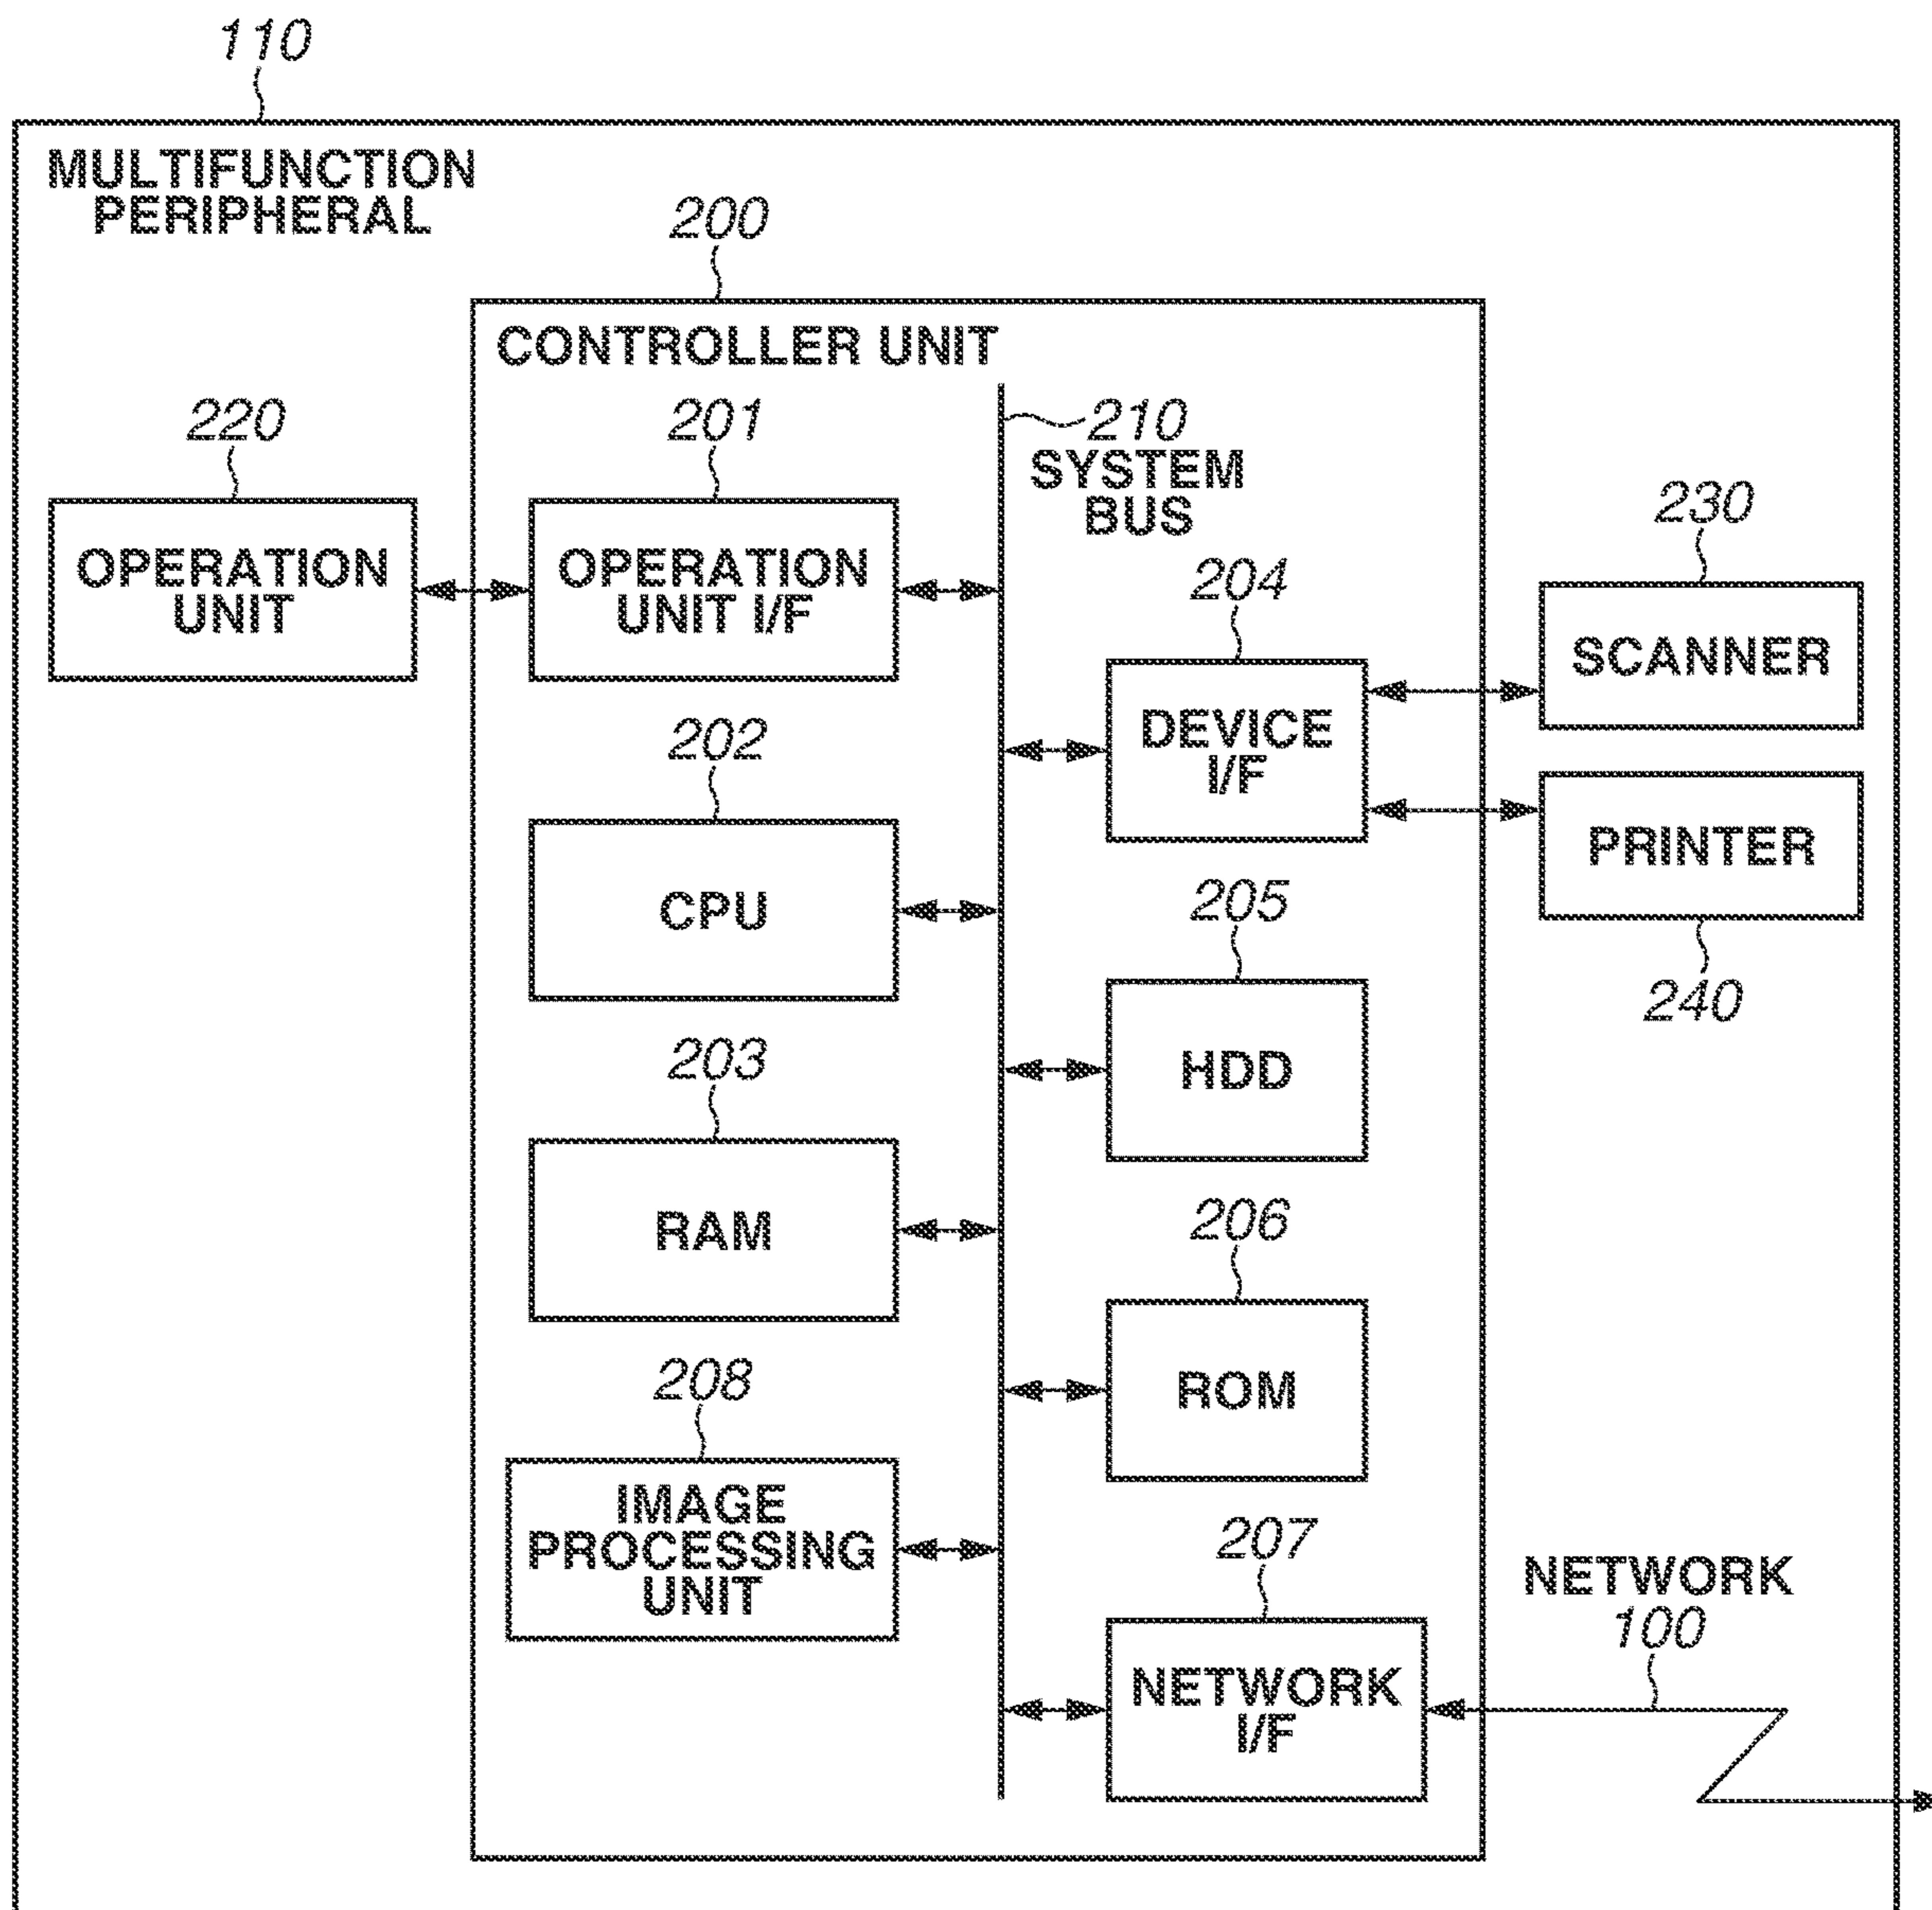 110
MULTIFUNCTION
PERIPHERAL
200
CONTROLLER UNIT
220
OPERATION
UNIT
201
OPERATION
UNIT I/F
210
SYSTEM
BUS
204
DEVICE
I/F
230
SCANNER
PRINTER
240
202
CPU
205
HDD
203
RAM
206
ROM
208
IMAGE
PROCESSING
UNIT
207
NETWORK
I/F
NETWORK
100